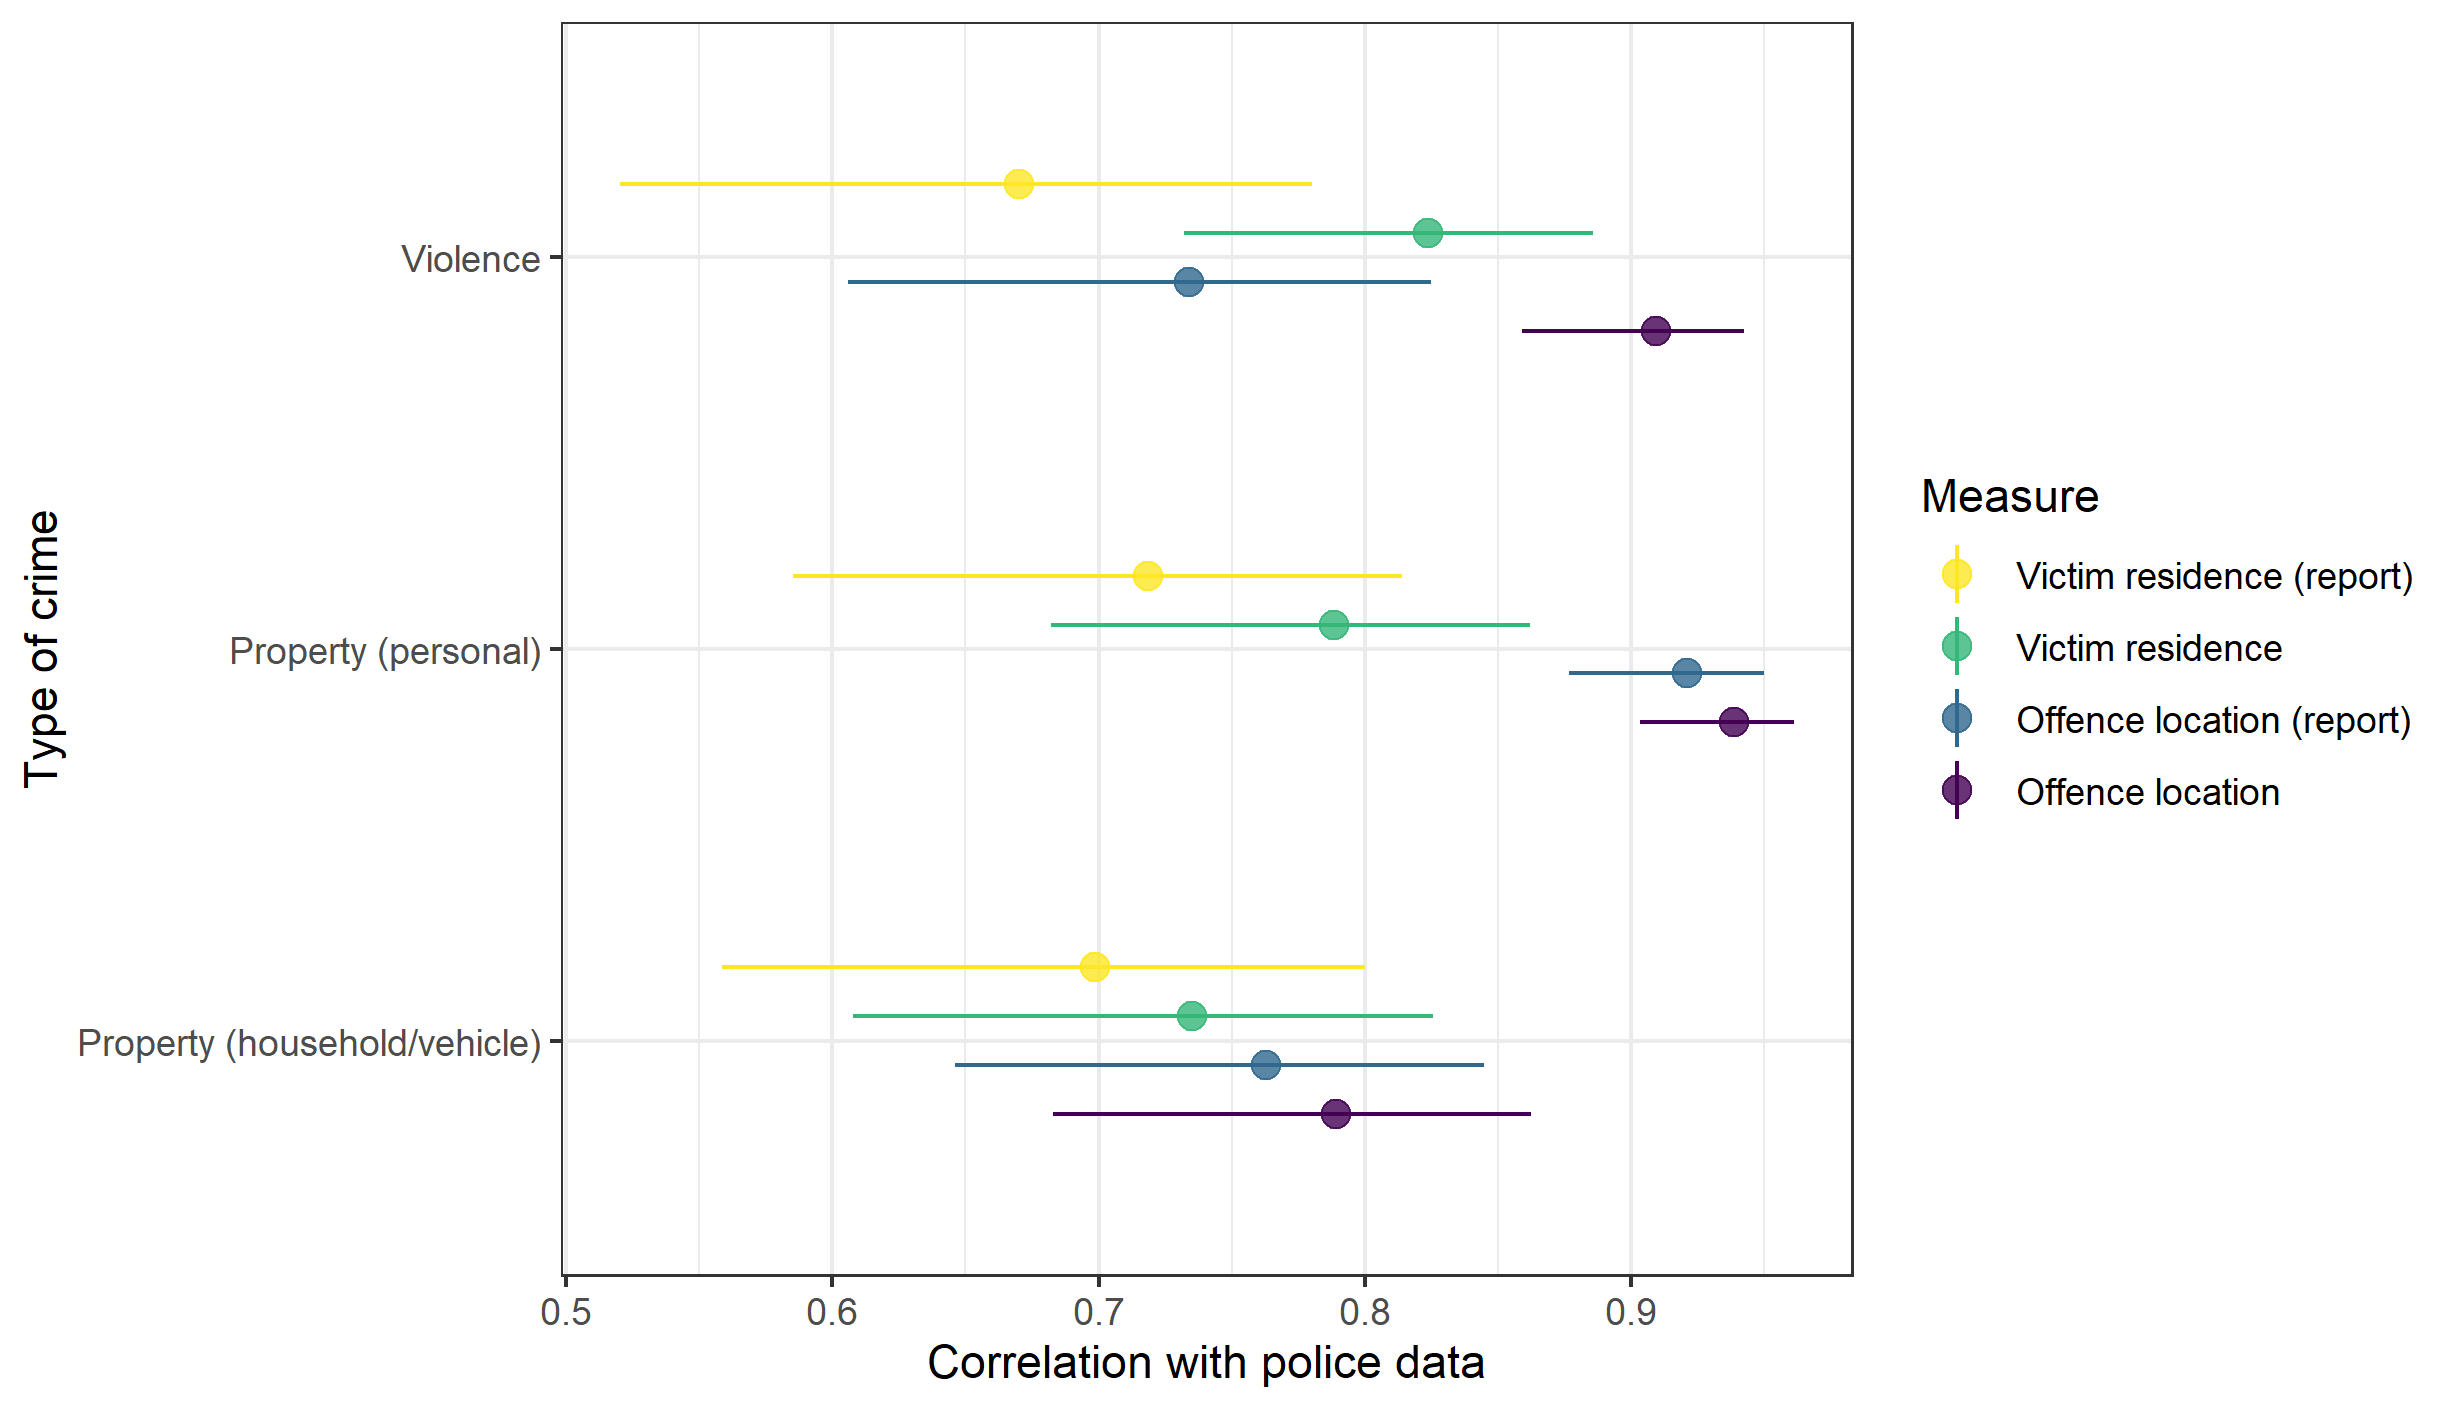 Violence
Property (personal)
Property (household/vehicle)
Type of crime
0.5 0.6 0.7 0.8 0.9
Correlation with police data
Measure
Victim residence (report)
Victim residence
Offence location (report)
Offence location